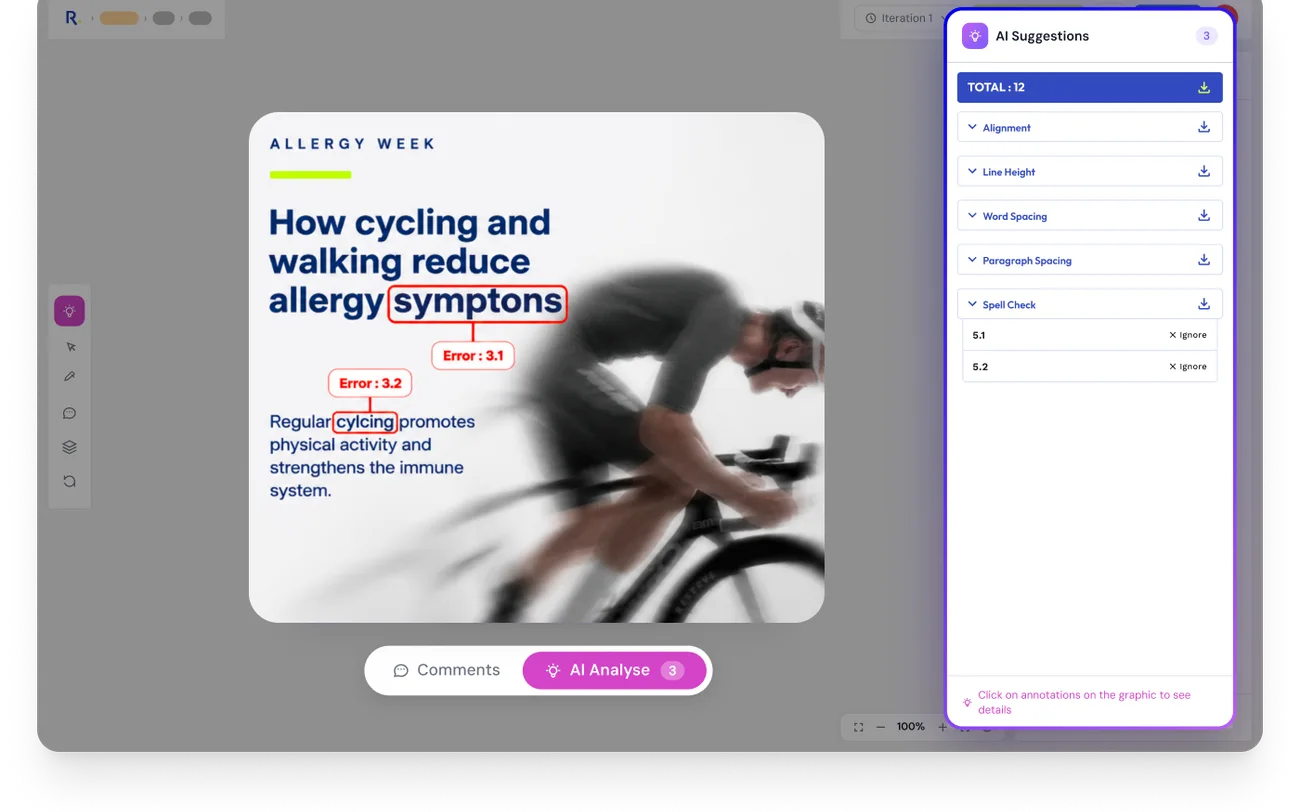 R
Iteration 1
ALLERGY WEEK
How cycling and
walking reduce
allergy symptons
Error : 3.1
Error : 3.2
Regular cylcing promotes
physical activity and
strengthens the immune
system.
RESERVE
Comments
AI Analyse 3
100%
AI Suggestions 3
TOTAL : 12
Alignment
Line Height
Word Spacing
Paragraph Spacing
Spell Check
5.1 Ignore
5.2 Ignore
Click on annotations on the graphic to see
details